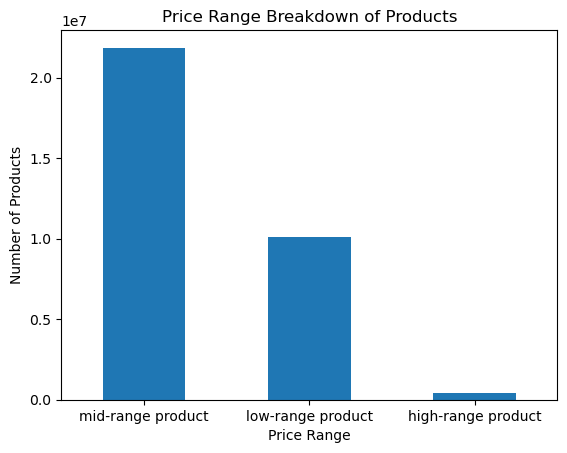 Price Range Breakdown of Products
1e7
2.0
1.5
1.0
0.5
0.0
Number of Products
mid-range product low-range product high-range product
Price Range